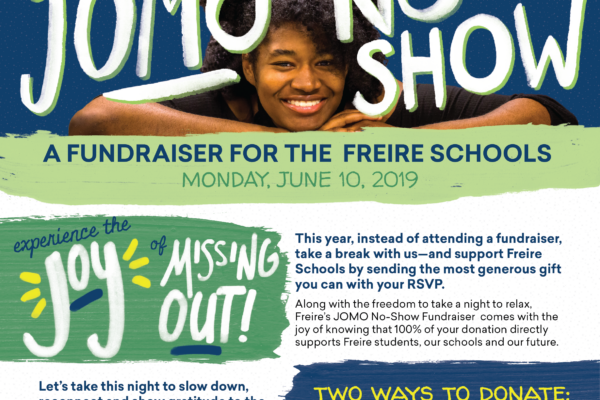 JOMO NO-
SHOW
A FUNDRAISER FOR THE FREIRE SCHOOLS
MONDAY, JUNE 10, 2019
experience the
JOY of MISSING
OUT!
This year, instead of attending a fundraiser,
take a break with us—and support Freire
Schools by sending the most generous gift
you can with your RSVP.
Along with the freedom to take a night to relax,
Freire's JOMO No-Show Fundraiser comes with the
joy of knowing that 100% of your donation directly
supports Freire students, our schools and our future.
Let's take this night to slow down,
reconnect and show gratitude to the
TWO WAYS TO DONATE: